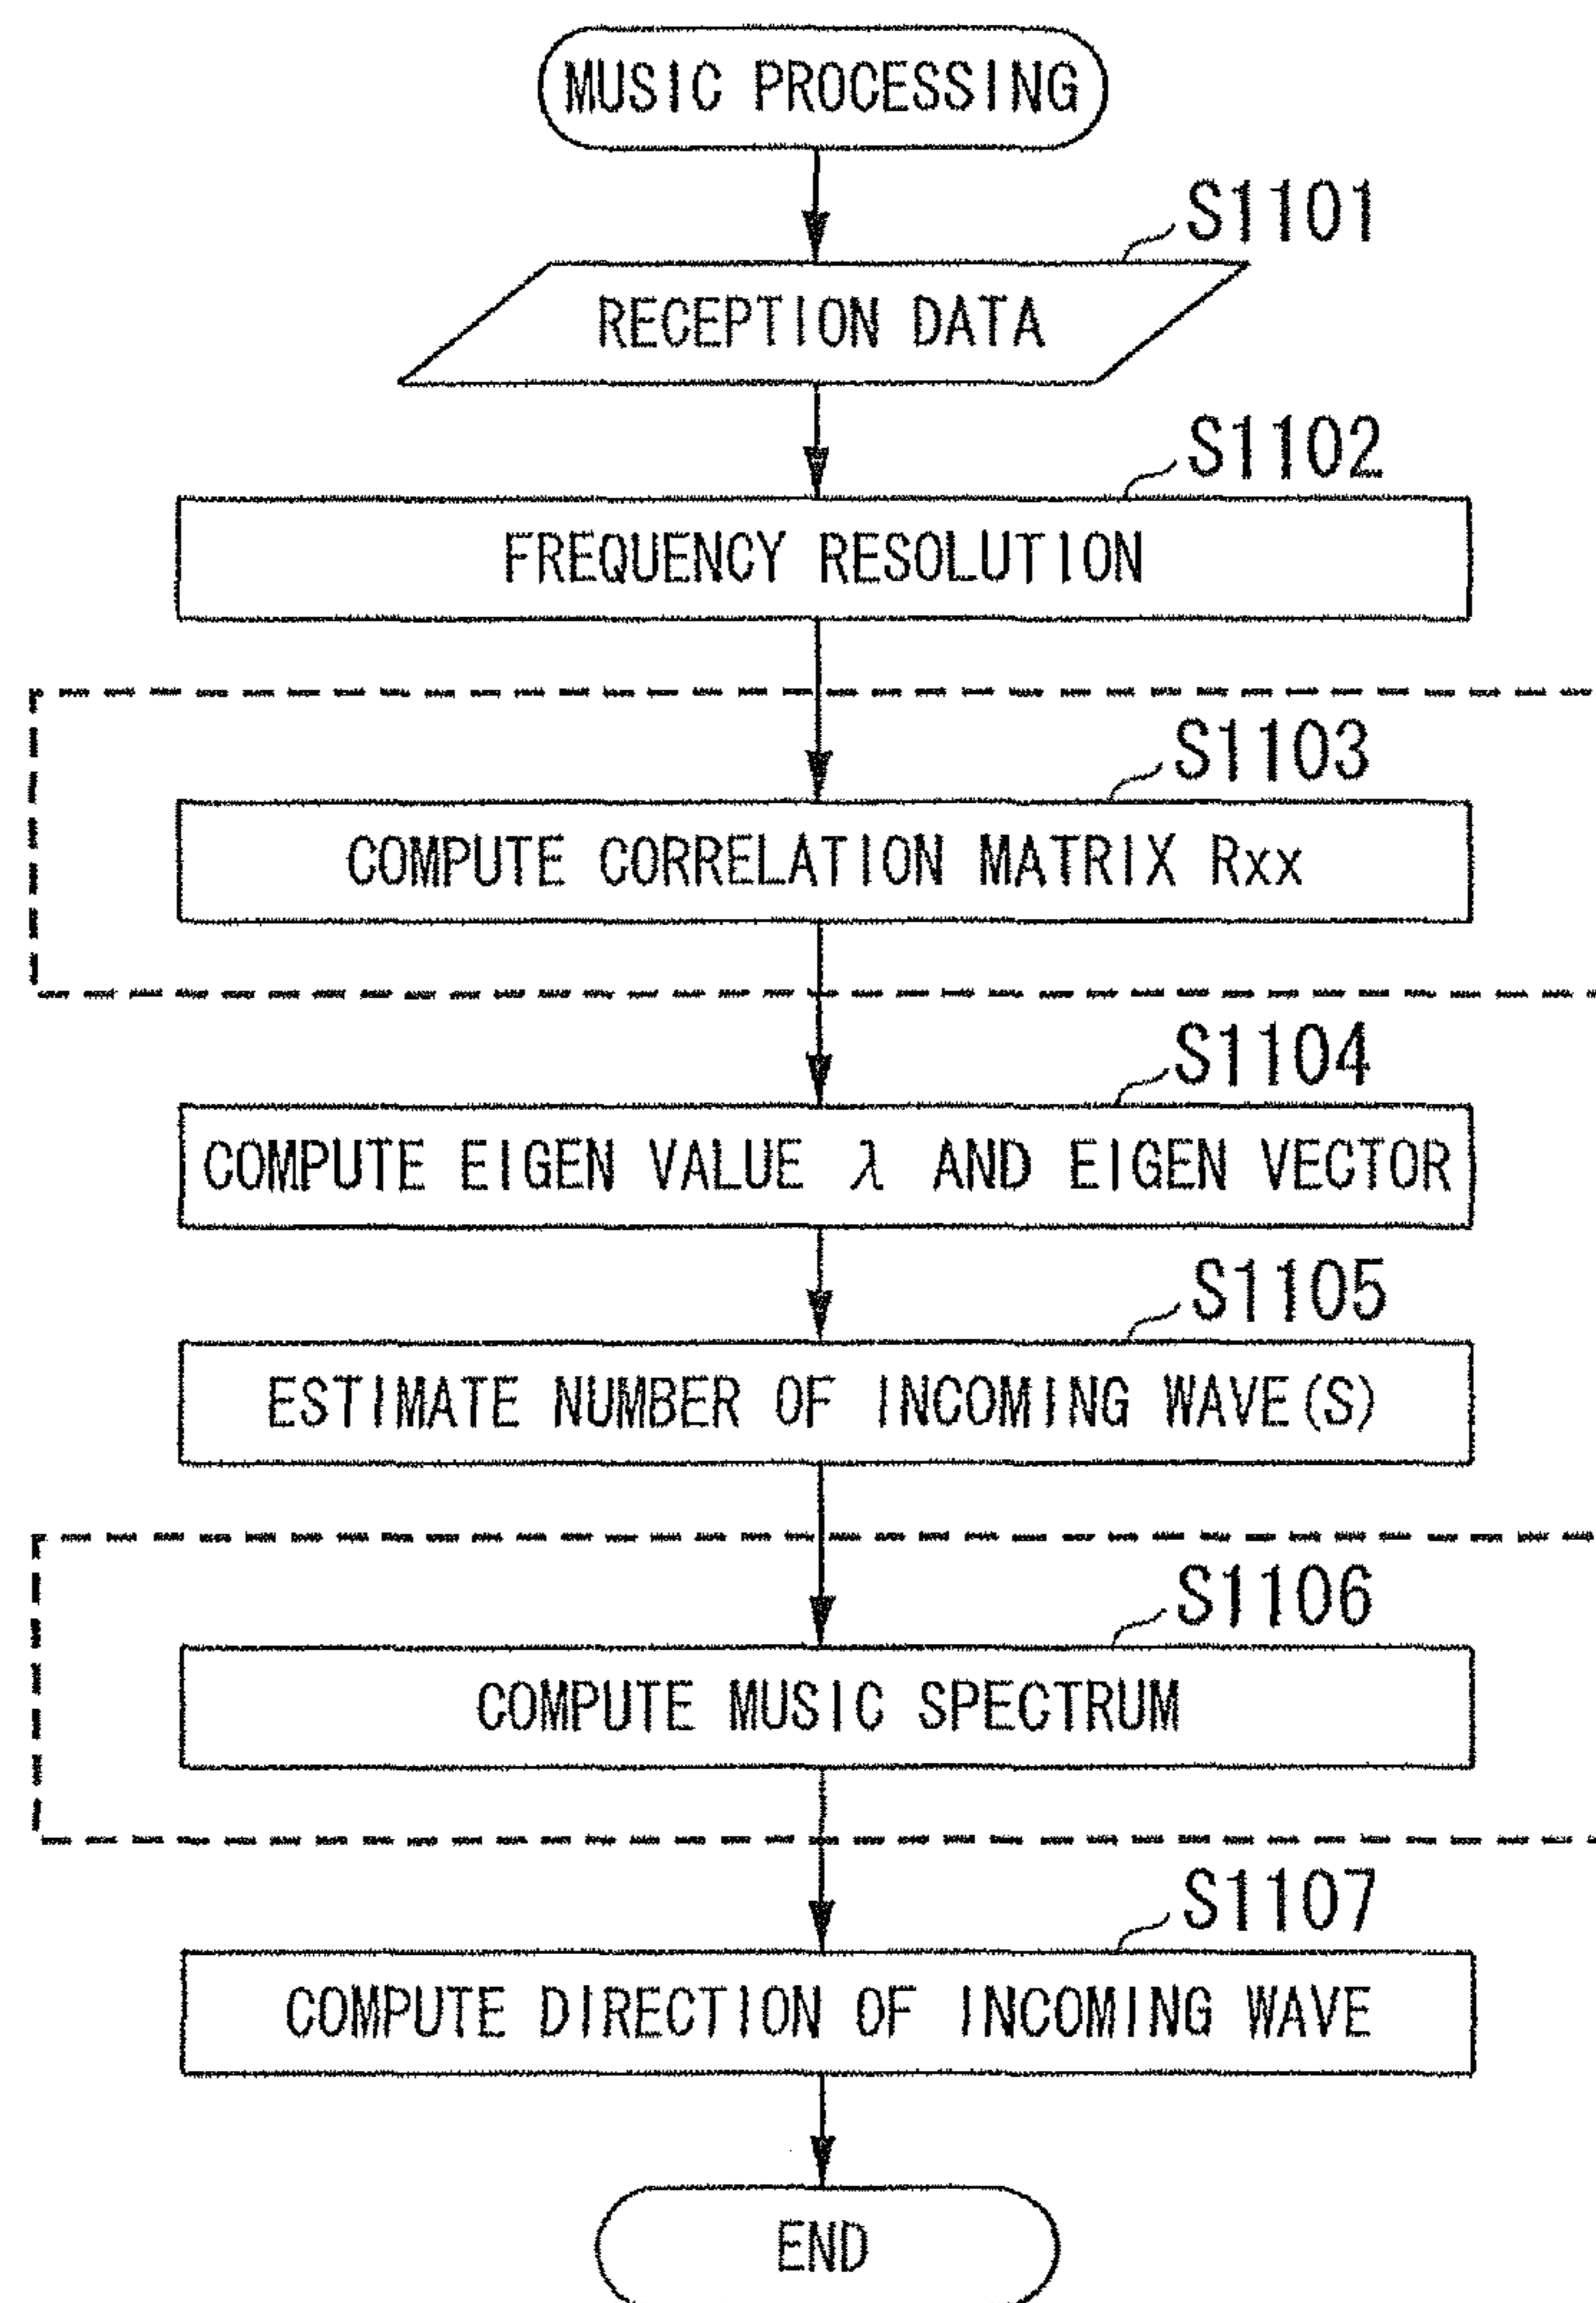 MUSIC PROCESSING
S1101
RECEPTION DATA
S1102
FREQUENCY RESOLUTION
S1103
COMPUTE CORRELATION MATRIX Rxx
S1104
COMPUTE EIGEN VALUE λ AND EIGEN VECTOR
S1105
ESTIMATE NUMBER OF INCOMING WAVE(S)
S1106
COMPUTE MUSIC SPECTRUM
S1107
COMPUTE DIRECTION OF INCOMING WAVE
END